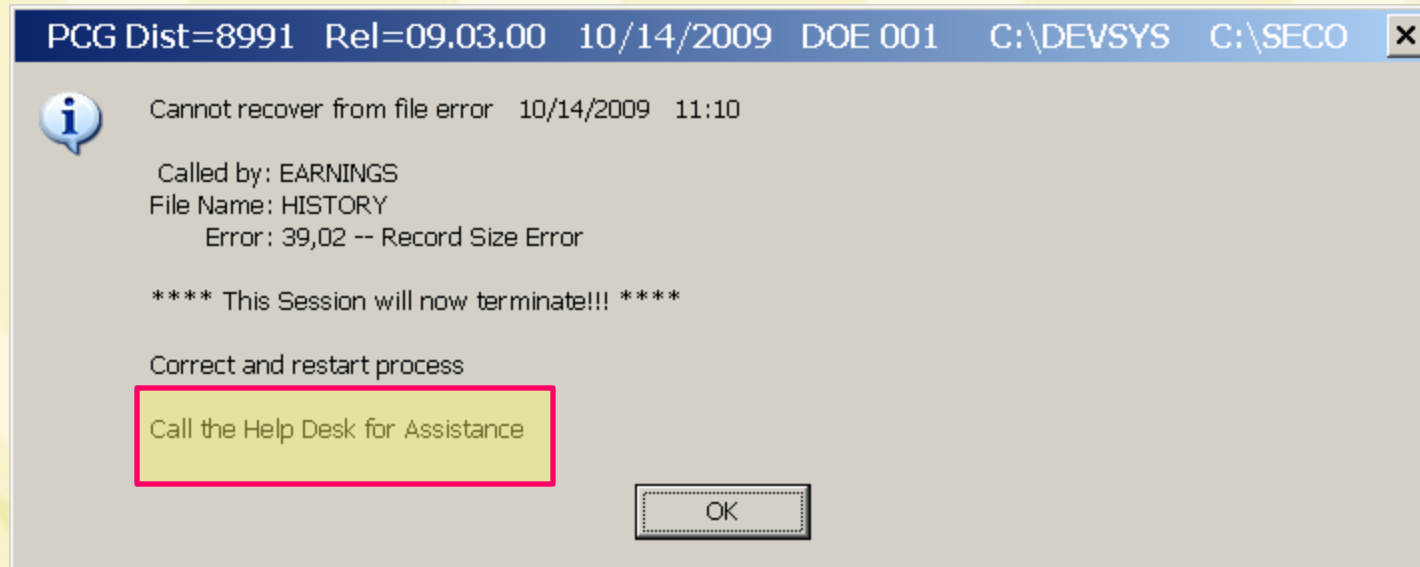 PCG Dist=8991 Rel=09.03.00 10/14/2009 DOE 001 C:\DEVSYS C:\SECO
Cannot recover from file error 10/14/2009 11:10
Called by: EARNINGS
File Name: HISTORY
Error: 39,02 -- Record Size Error
**** This Session will now terminate!!! ****
Correct and restart process
Call the Help Desk for Assistance
OK